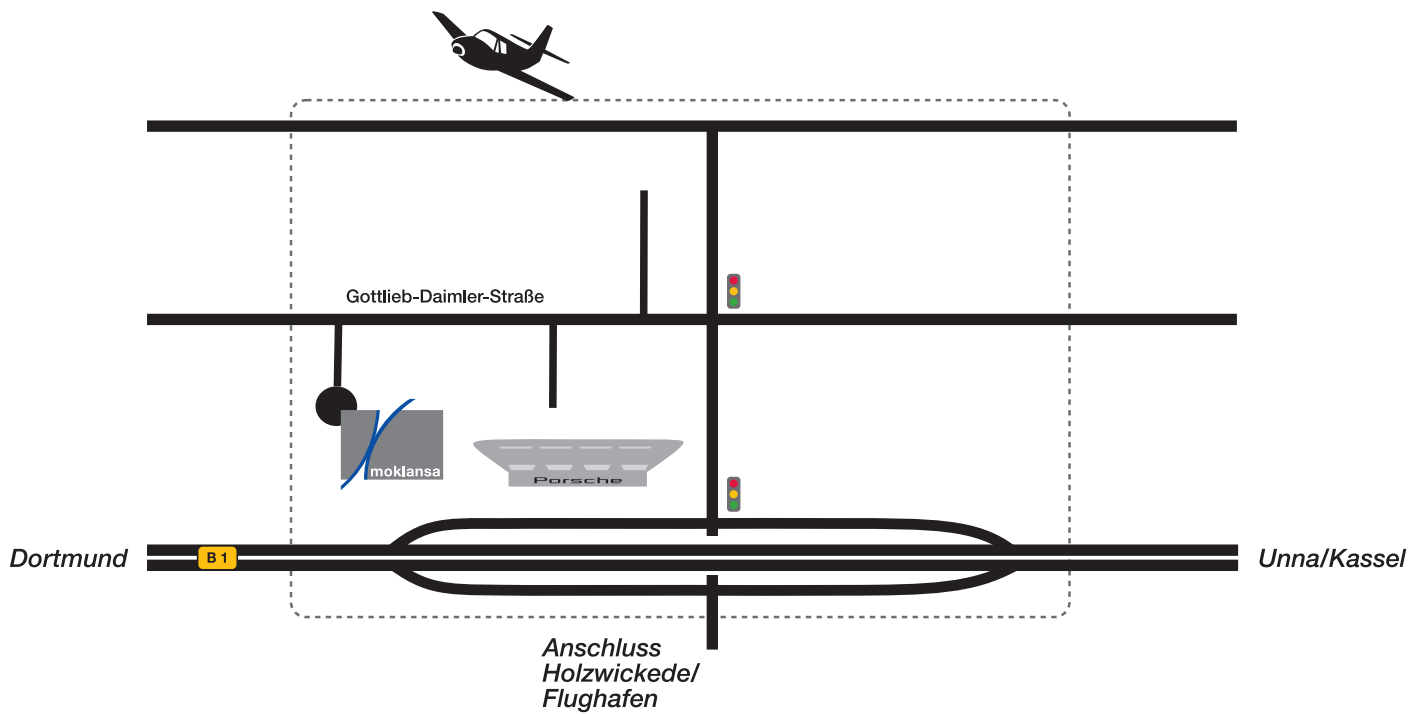 Gottlieb-Daimler-Straße
moklansa
Porsche
Dortmund
B 1
Unna/Kassel
Anschluss
Holzwickede/
Flughafen